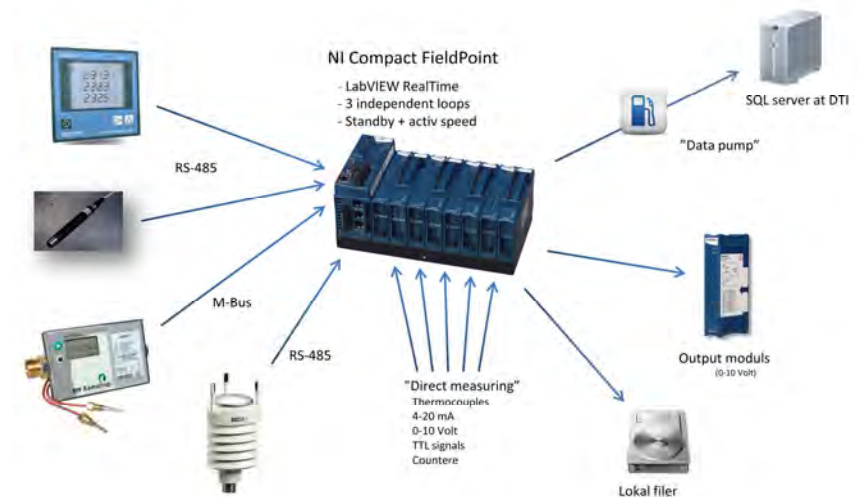 NI Compact FieldPoint
- LabVIEW RealTime
- 3 independent loops
- Standby + activ speed
SQL server at DTI
"Data pump"
RS-485
M-Bus
RS-485
"Direct measuring"
Thermocouples
4-20 mA
0-10 Volt
TTL signals
Countere
Output moduls
(0-10 Volt)
Lokal filer